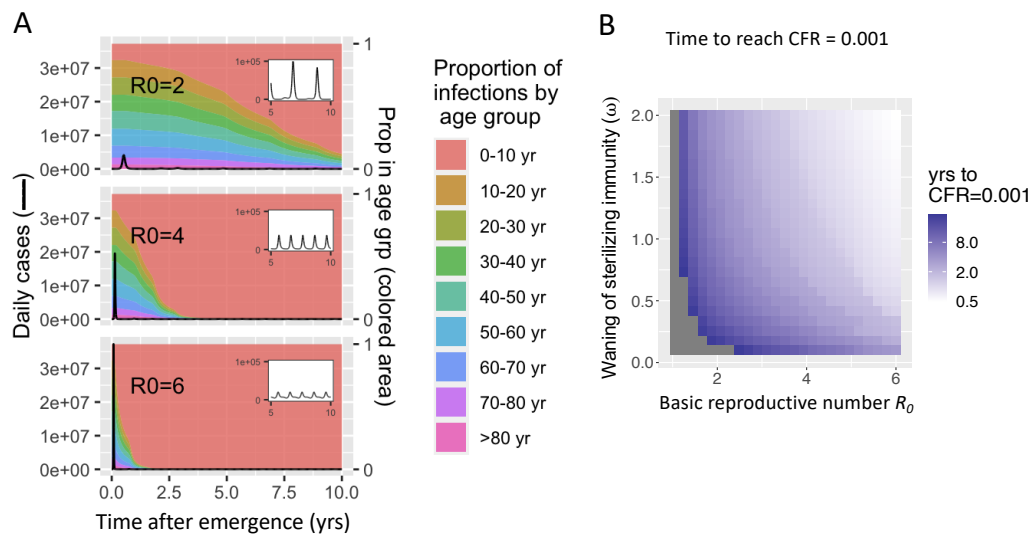 A
3e+07
2e+07
1e+07
0e+00
R0=2
1e+05
0
5
10
1
0
3e+07
2e+07
1e+07
0e+00
R0=4
1e+05
0
5
10
1
0
3e+07
2e+07
1e+07
0e+00
R0=6
1e+05
0
5
10
1
0
0.0
2.5
5.0
7.5
10.0
Time after emergence (yrs)
Daily cases (—)
Prop in age grp (colored area)
Proportion of
infections by
age group
0-10 yr
10-20 yr
20-30 yr
30-40 yr
40-50 yr
50-60 yr
60-70 yr
70-80 yr
>80 yr
B
Time to reach CFR = 0.001
Waning of sterilizing immunity (ω)
2.0
1.5
1.0
0.5
0.0
2
4
6
Basic reproductive number R₀
yrs to
CFR=0.001
8.0
2.0
0.5